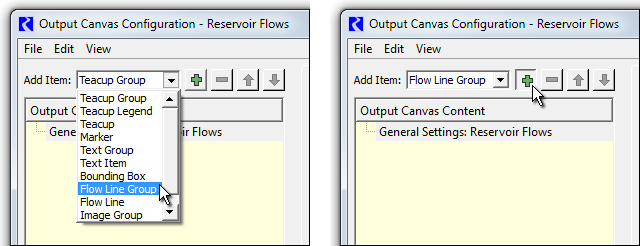 Output Canvas Configuration - Reservoir Flows
File Edit View
Add Item: Teacup Group
Teacup Group
Teacup Legend
Teacup
Marker
Text Group
Text Item
Bounding Box
Flow Line Group
Flow Line
Image Group
Output C
Gene
voir Flows
Output Canvas Configuration - Reservoir Flows
File Edit View
Add Item: Flow Line Group
Output Canvas Content
General Settings: Reservoir Flows